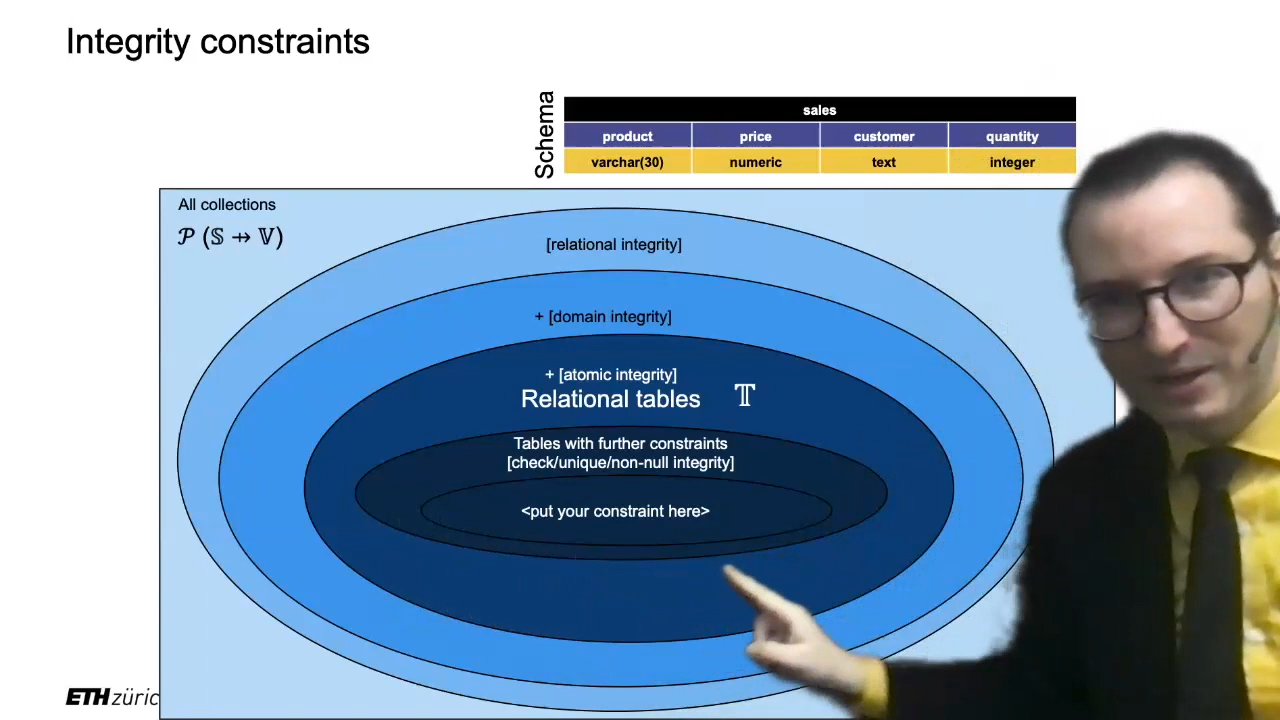 Integrity constraints
Schema
sales
product price customer quantity
varchar(30) numeric text integer
All collections
𝒫 (𝕊 ⇸ 𝕍)
[relational integrity]
+ [domain integrity]
+ [atomic integrity]
Relational tables 𝕋
Tables with further constraints
[check/unique/non-null integrity]
<put your constraint here>
ETH züric